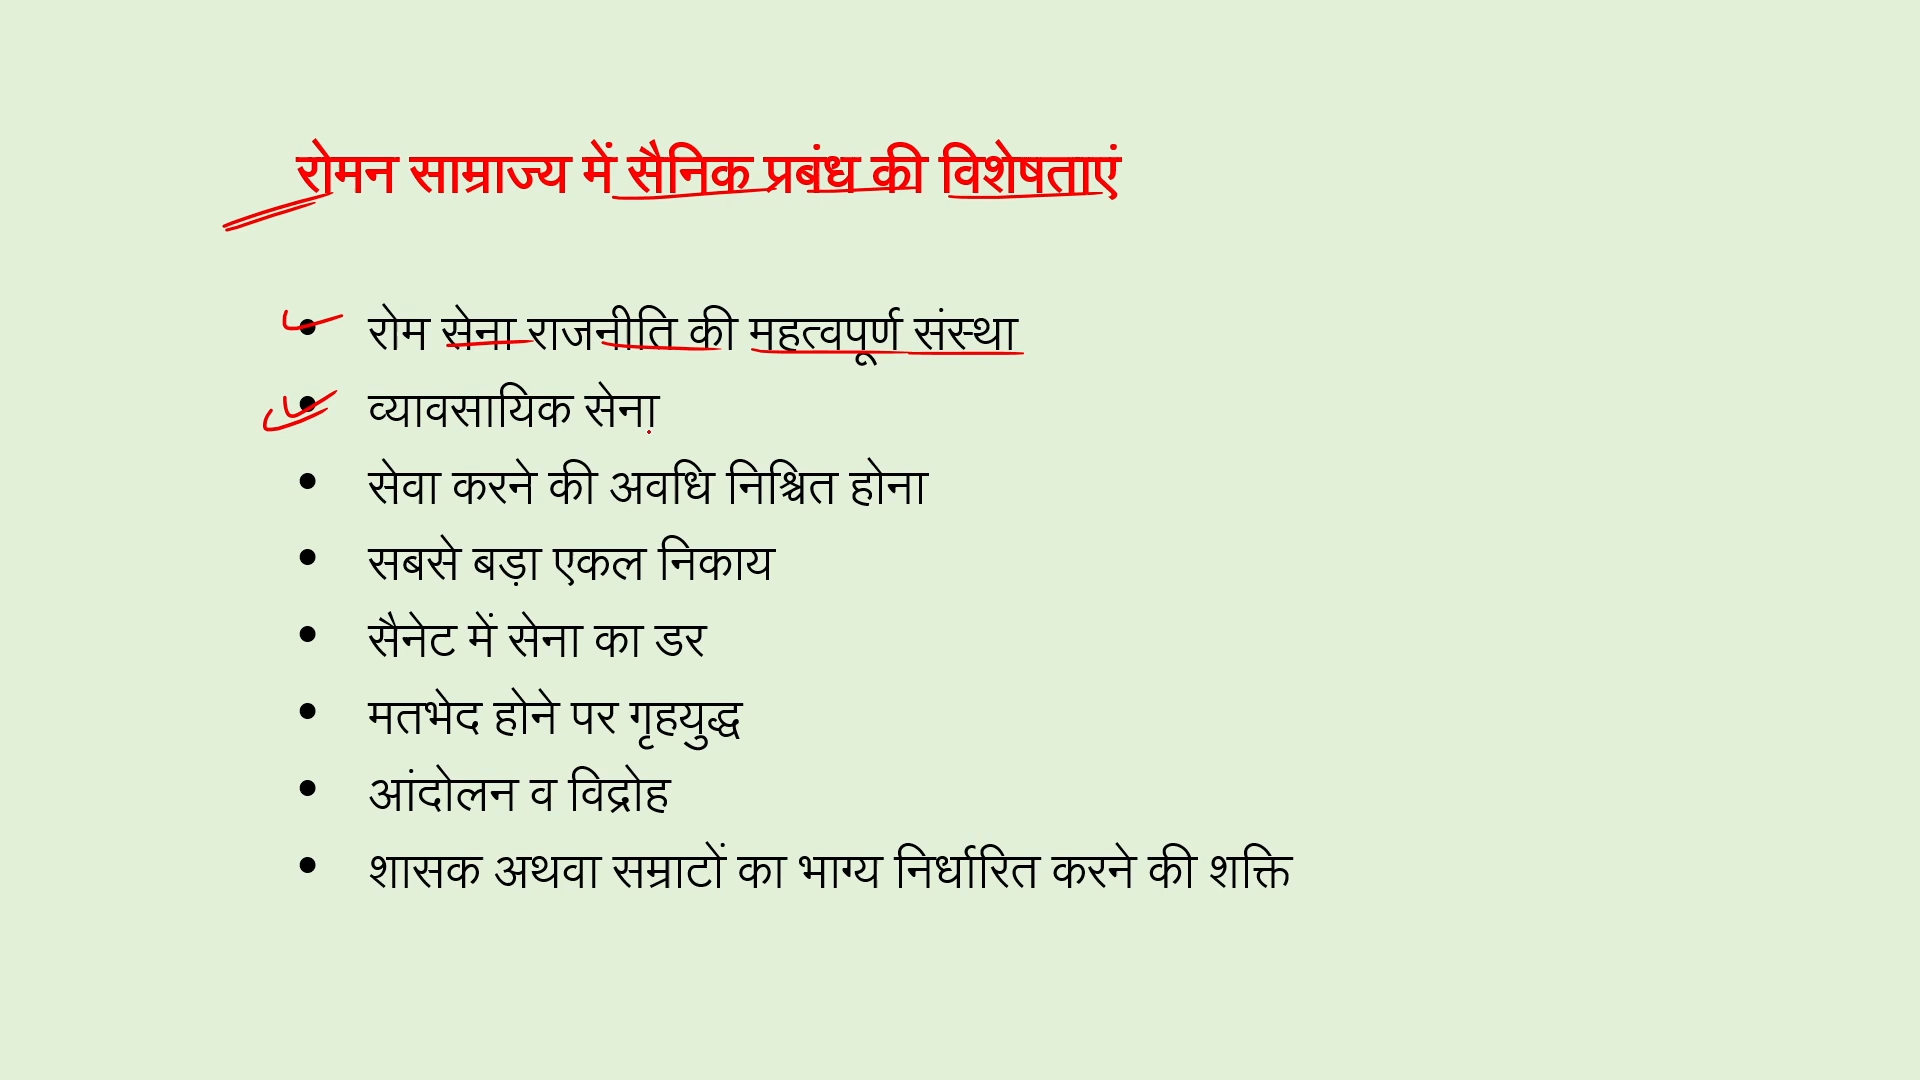 रोमन साम्राज्य में सैनिक प्रबंध की विशेषताएं
• रोम सेना राजनीति की महत्वपूर्ण संस्था
• व्यावसायिक सेना
• सेवा करने की अवधि निश्चित होना
• सबसे बड़ा एकल निकाय
• सैनेट में सेना का डर
• मतभेद होने पर गृहयुद्ध
• आंदोलन व विद्रोह
• शासक अथवा सम्राटों का भाग्य निर्धारित करने की शक्ति